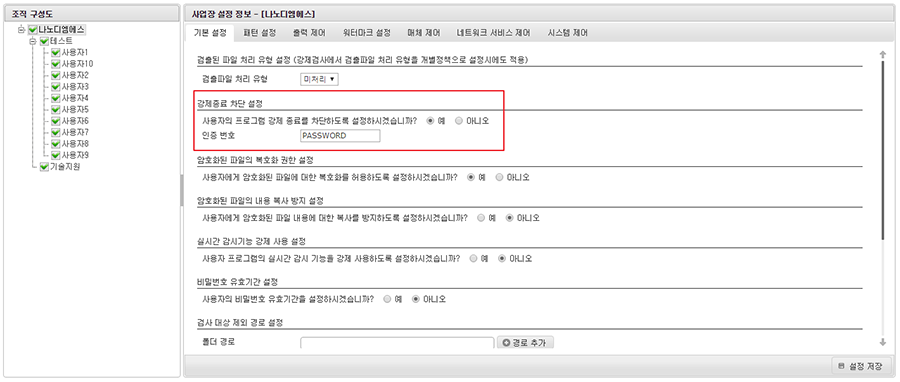 조직 구성도
나노디엠에스
테스트
사용자1
사용자10
사용자2
사용자3
사용자4
사용자5
사용자6
사용자7
사용자8
사용자9
기술지원
사업장 설정 정보 - [나노디엠에스]
기본 설정 패턴 설정 출력 제어 워터마크 설정 매체 제어 네트워크 서비스 제어 시스템 제어
검출된 파일 처리 유형 설정 (강제검사에서 검출파일 처리 유형을 개별정책으로 설정시에도 적용)
검출파일 처리 유형 미처리
강제종료 차단 설정
사용자의 프로그램 강제 종료를 차단하도록 설정하시겠습니까? 예 아니오
인증 번호 PASSWORD
암호화된 파일의 복호화 권한 설정
사용자에게 암호화된 파일에 대한 복호화를 허용하도록 설정하시겠습니까? 예 아니오
암호화된 파일의 내용 복사 방지 설정
사용자에게 암호화된 파일 내용에 대한 복사를 방지하도록 설정하시겠습니까? 예 아니오
실시간 감시기능 강제 사용 설정
사용자 프로그램의 실시간 감시 기능을 강제 사용하도록 설정하시겠습니까? 예 아니오
비밀번호 유효기간 설정
사용자의 비밀번호 유효기간을 설정하시겠습니까? 예 아니오
검사 대상 제외 경로 설정
폴더 경로 경로 추가
설정 저장